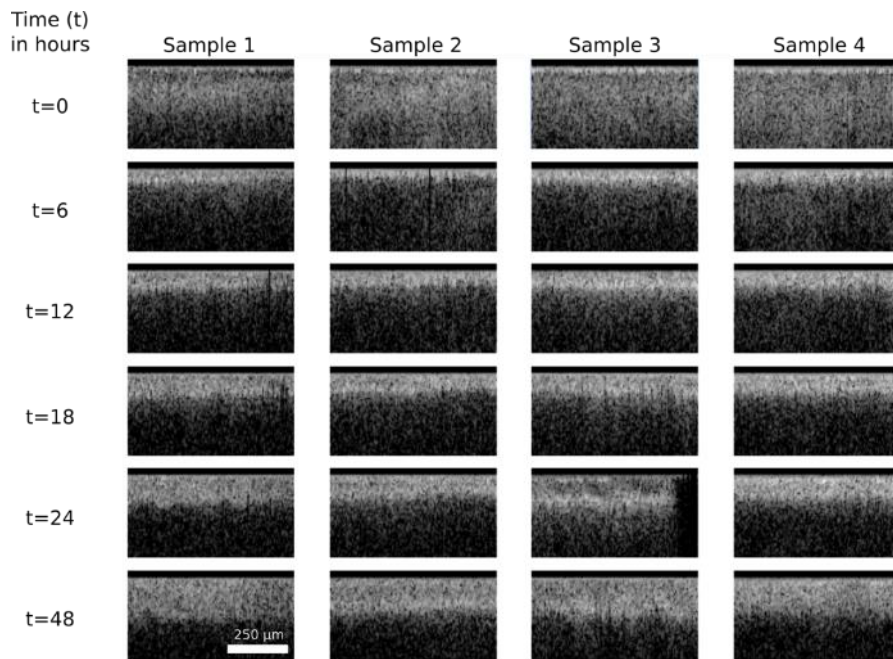 Time (t)
in hours
Sample 1
Sample 2
Sample 3
Sample 4
t=0
t=6
t=12
t=18
t=24
t=48
250 µm